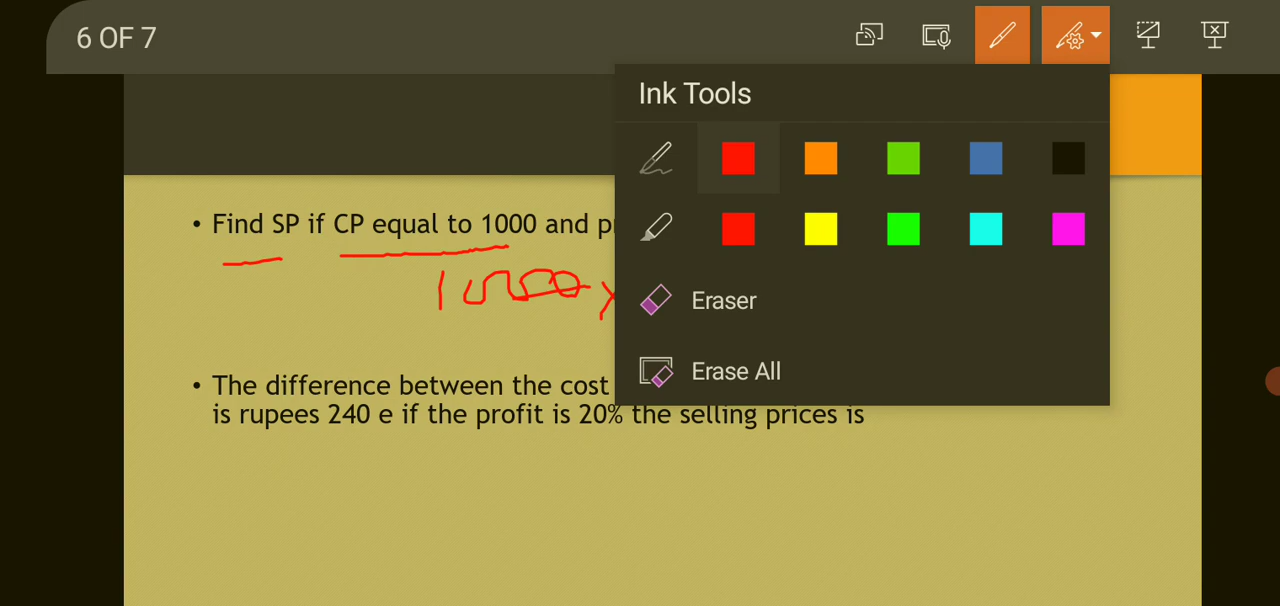 6 OF 7
Ink Tools
• Find SP if CP equal to 1000 and
1000 x
Eraser
Erase All
• The difference between the cost
is rupees 240 e if the profit is 20% the selling prices is